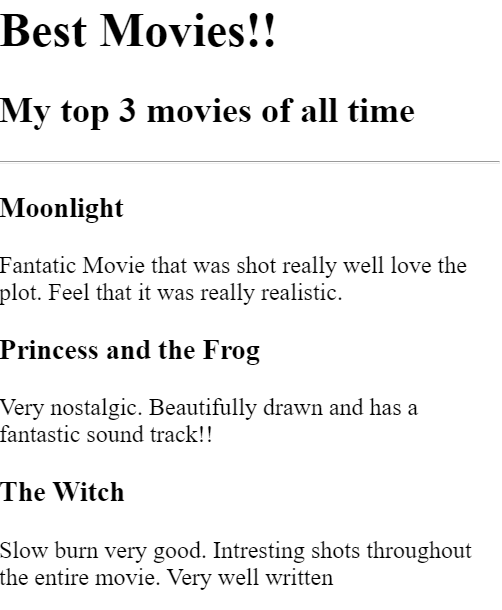 Best Movies!!
My top 3 movies of all time
Moonlight
Fantatic Movie that was shot really well love the
plot. Feel that it was really realistic.
Princess and the Frog
Very nostalgic. Beautifully drawn and has a
fantastic sound track!!
The Witch
Slow burn very good. Intresting shots throughout
the entire movie. Very well written